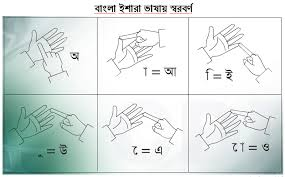 বাংলা ইশারা ভাষায় স্বরবর্ণ
অ
া = আ
ি = ই
ু = উ
ে = এ
ো = ও